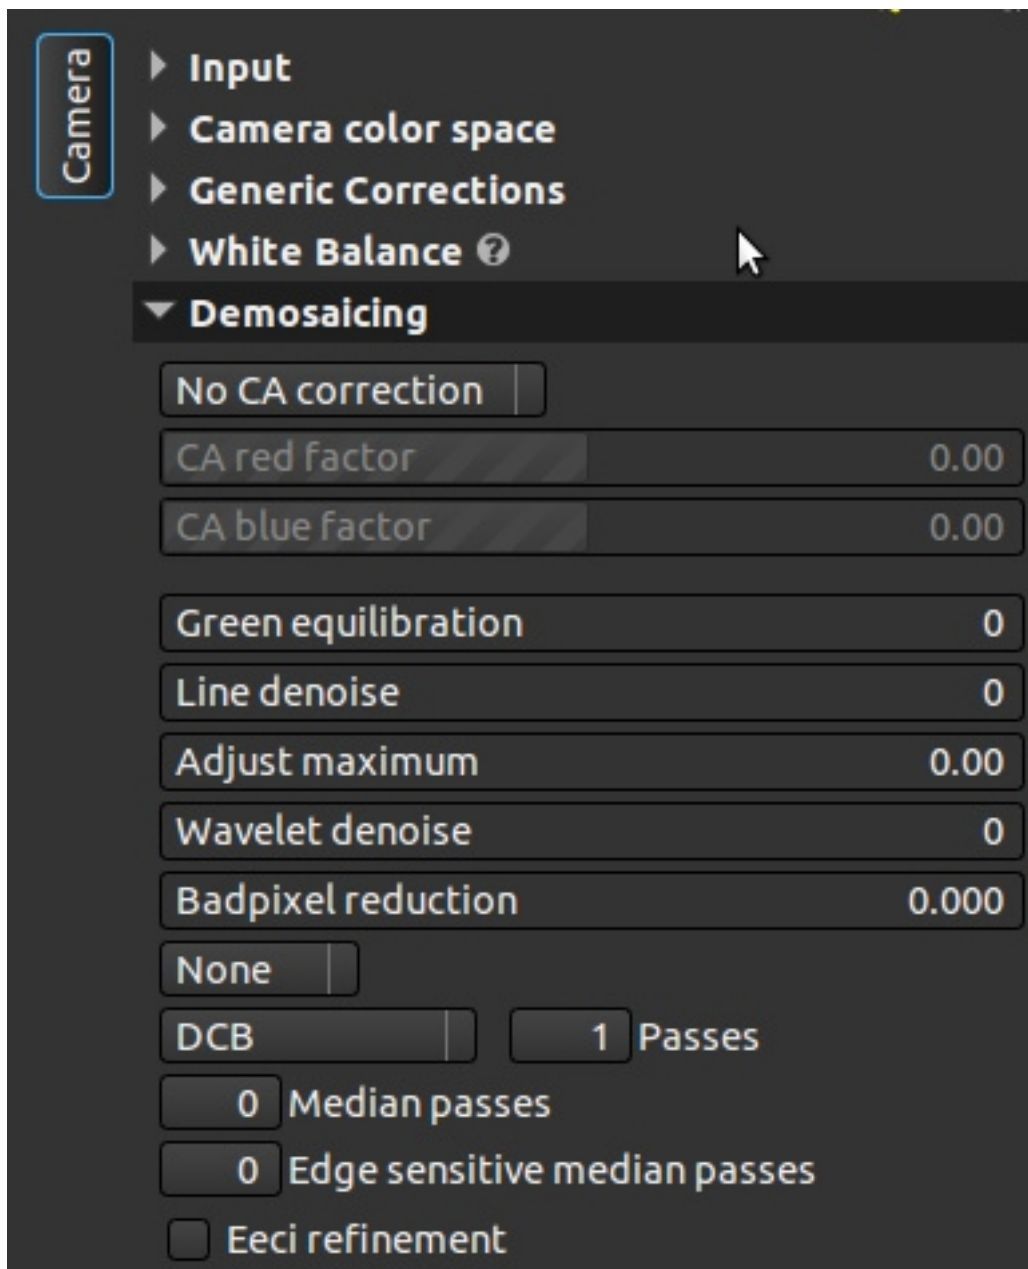 Camera
Input
Camera color space
Generic Corrections
White Balance ?
Demosaicing
No CA correction
CA red factor 0.00
CA blue factor 0.00
Green equilibration 0
Line denoise 0
Adjust maximum 0.00
Wavelet denoise 0
Badpixel reduction 0.000
None
DCB 1 Passes
0 Median passes
0 Edge sensitive median passes
Eeci refinement